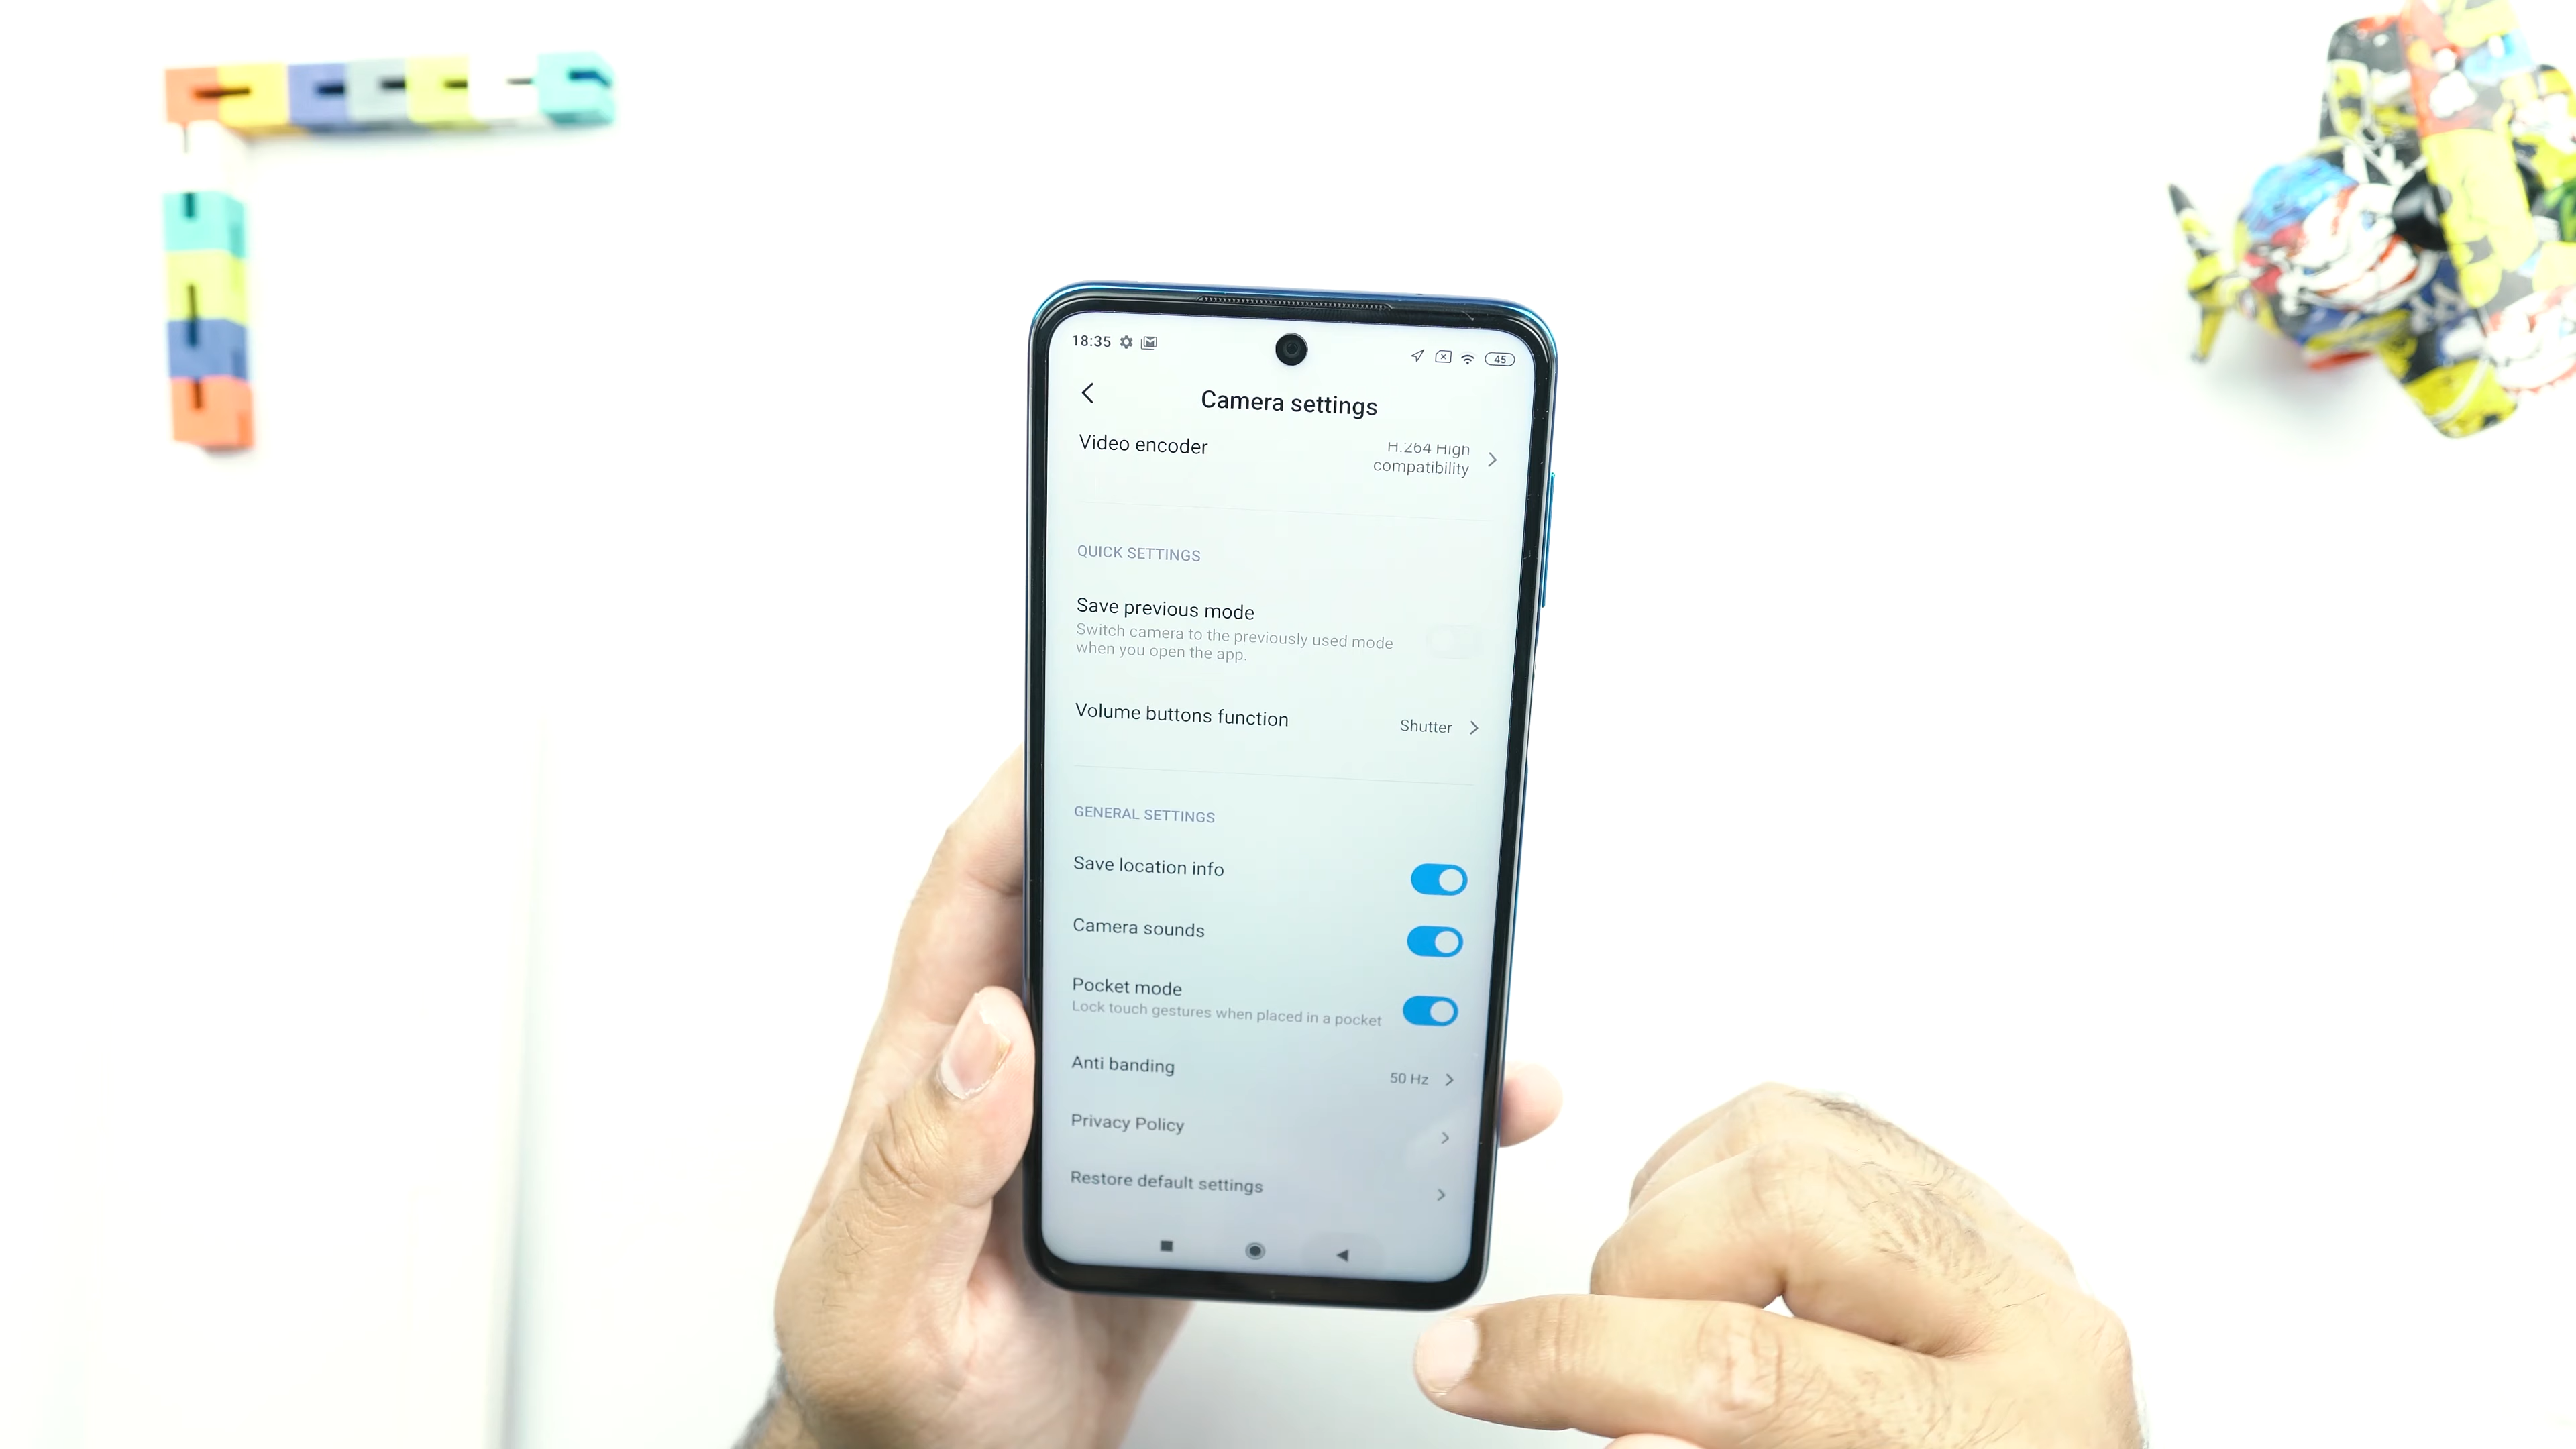 18:35 45
Camera settings
Video encoder H.264 High
compatibility
QUICK SETTINGS
Save previous mode
Switch camera to the previously used mode
when you open the app.
Volume buttons function Shutter
GENERAL SETTINGS
Save location info
Camera sounds
Pocket mode
Lock touch gestures when placed in a pocket
Anti banding 50 Hz
Privacy Policy
Restore default settings